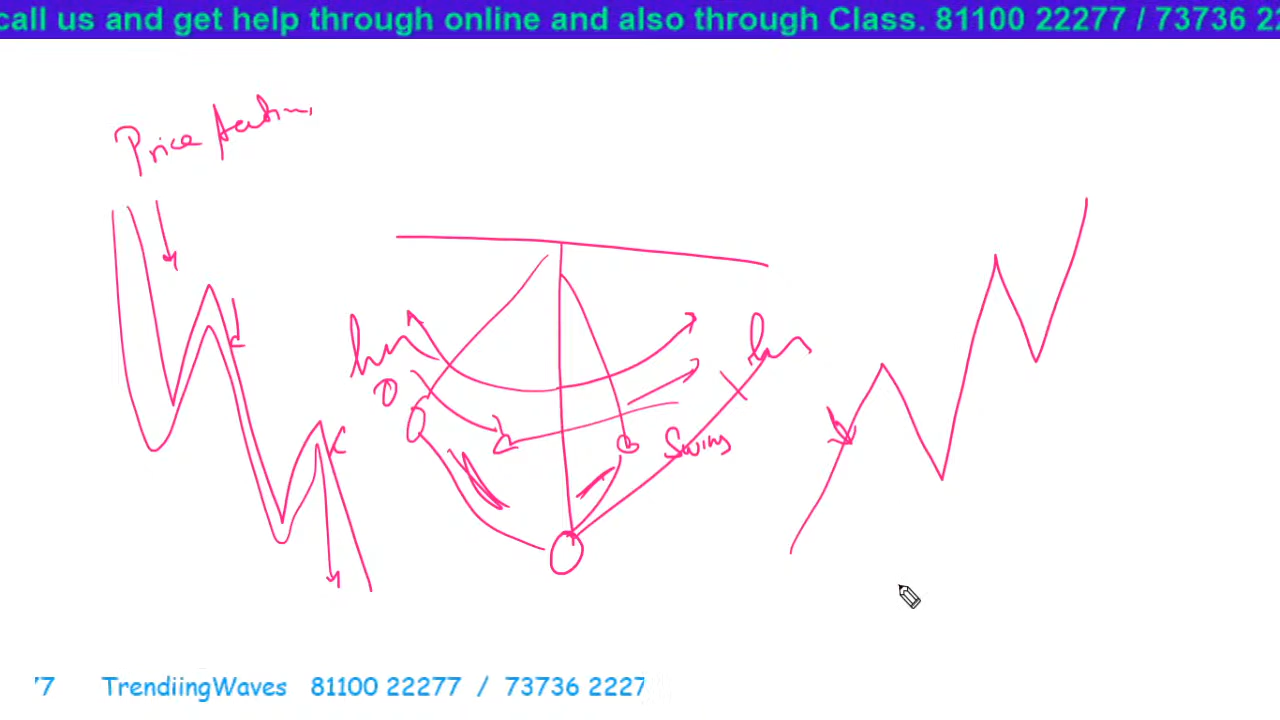 call us and get help through online and also through Class. 81100 22277 / 73736 22
Price Action
Swing
77 TrendiingWaves 81100 22277 / 73736 2227